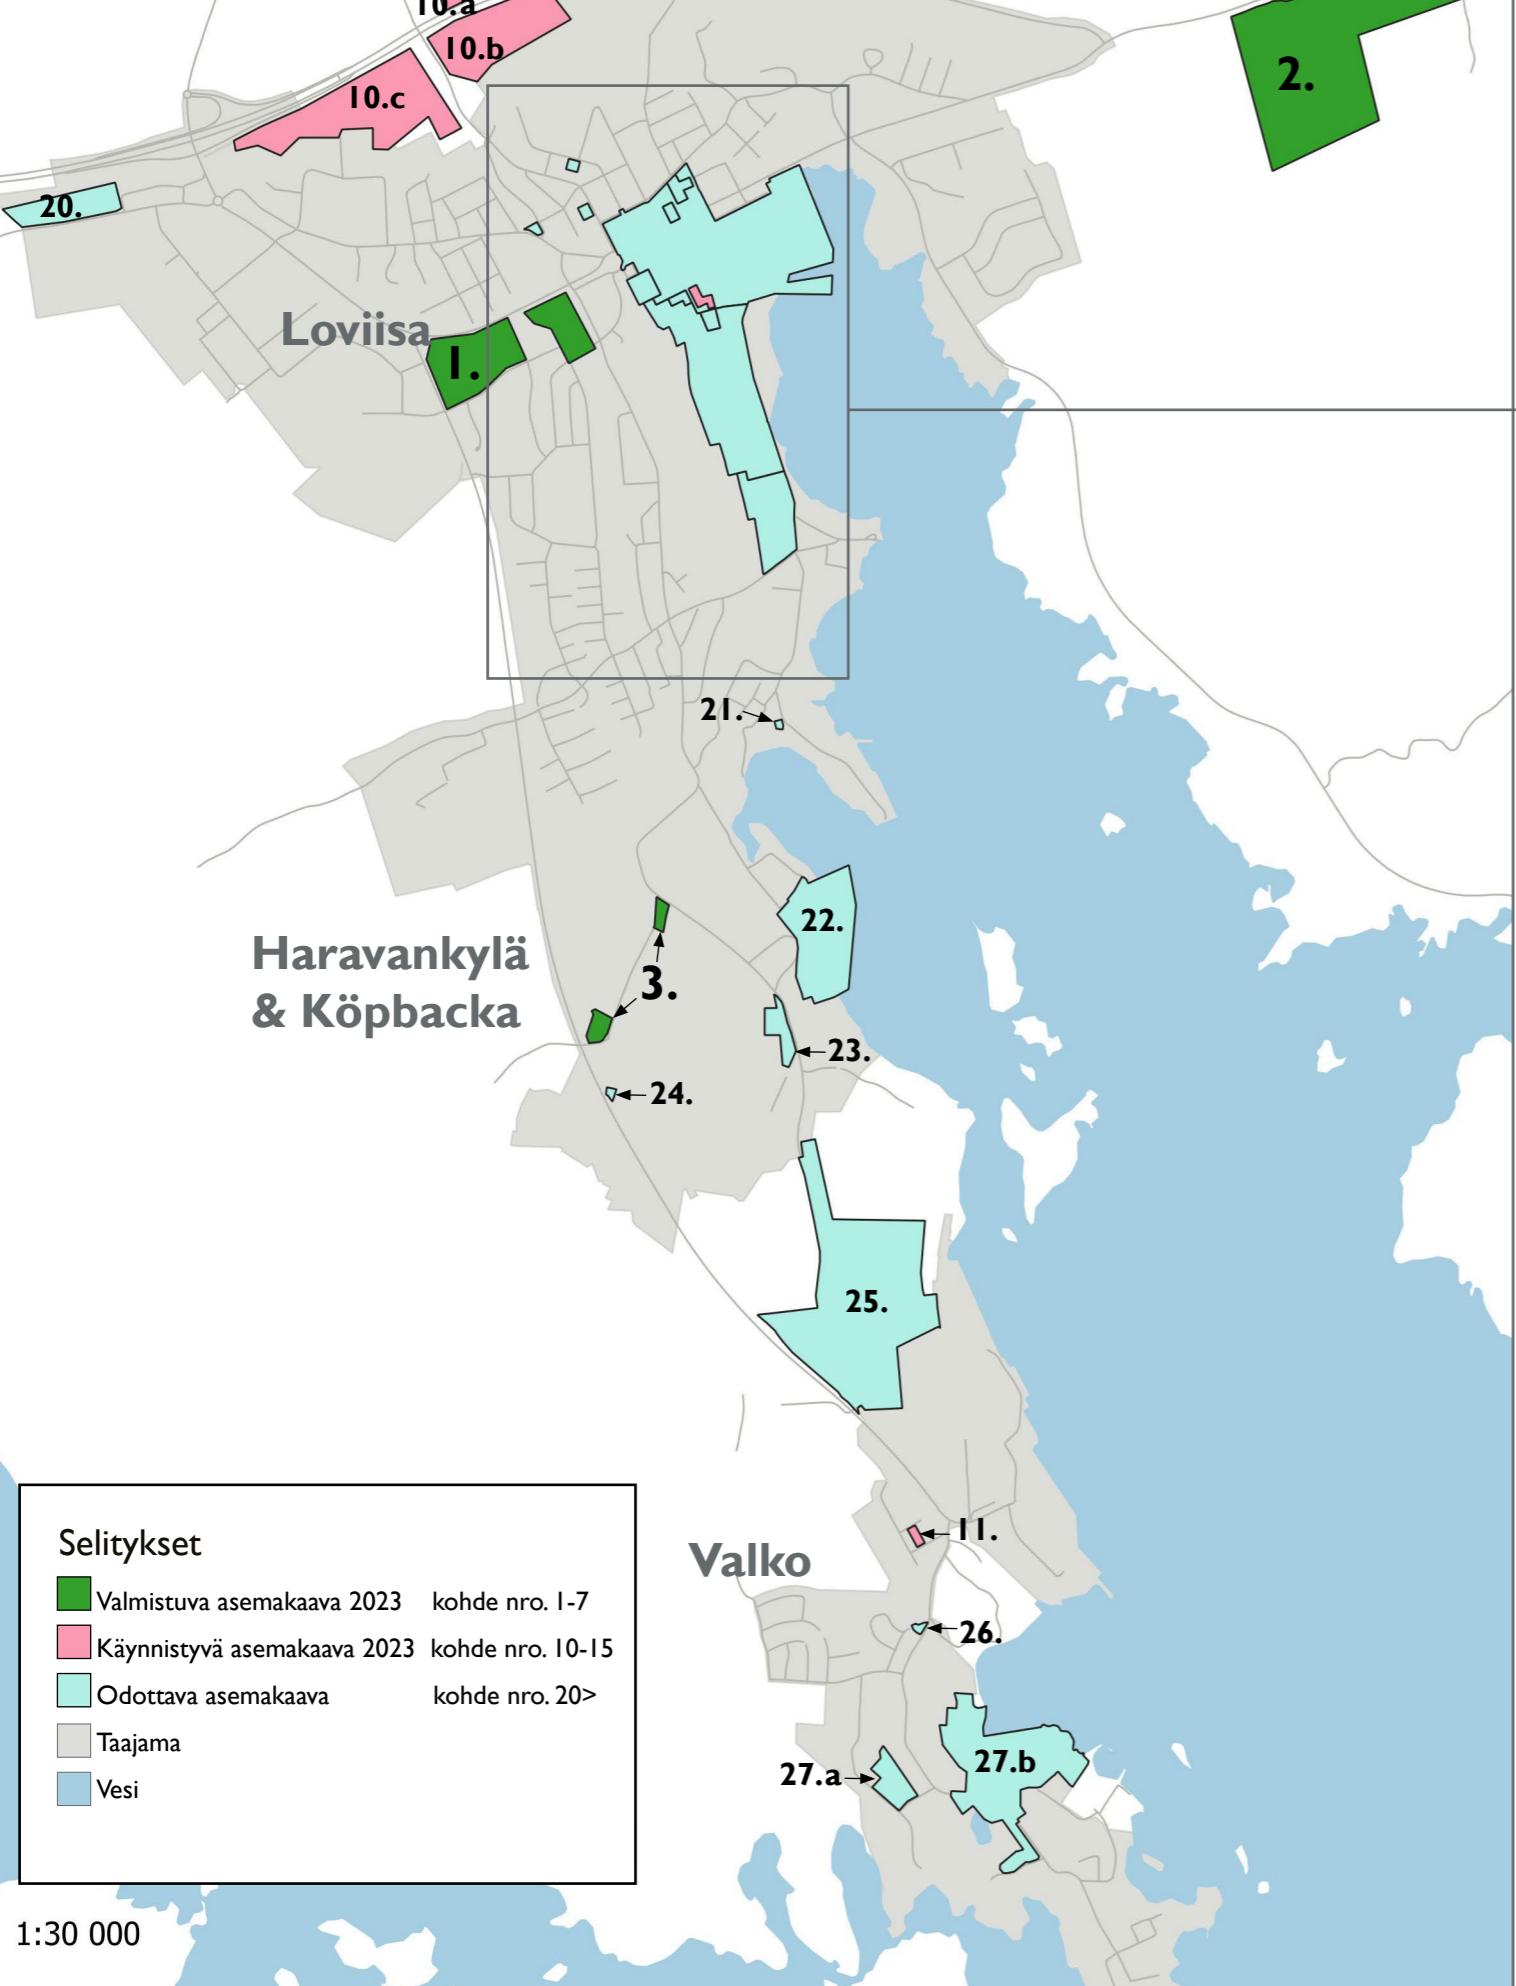 10.a
10.b
2.
10.c
20.
Loviisa
1.
21.
22.
Haravankylä
& Köpbacka
3.
23.
24.
25.
11.
Valko
26.
27.b
27.a
Selitykset
Valmistuva asemakaava 2023 kohde nro. 1-7
Käynnistyvä asemakaava 2023 kohde nro. 10-15
Odottava asemakaava kohde nro. 20>
Taajama
Vesi
1:30 000